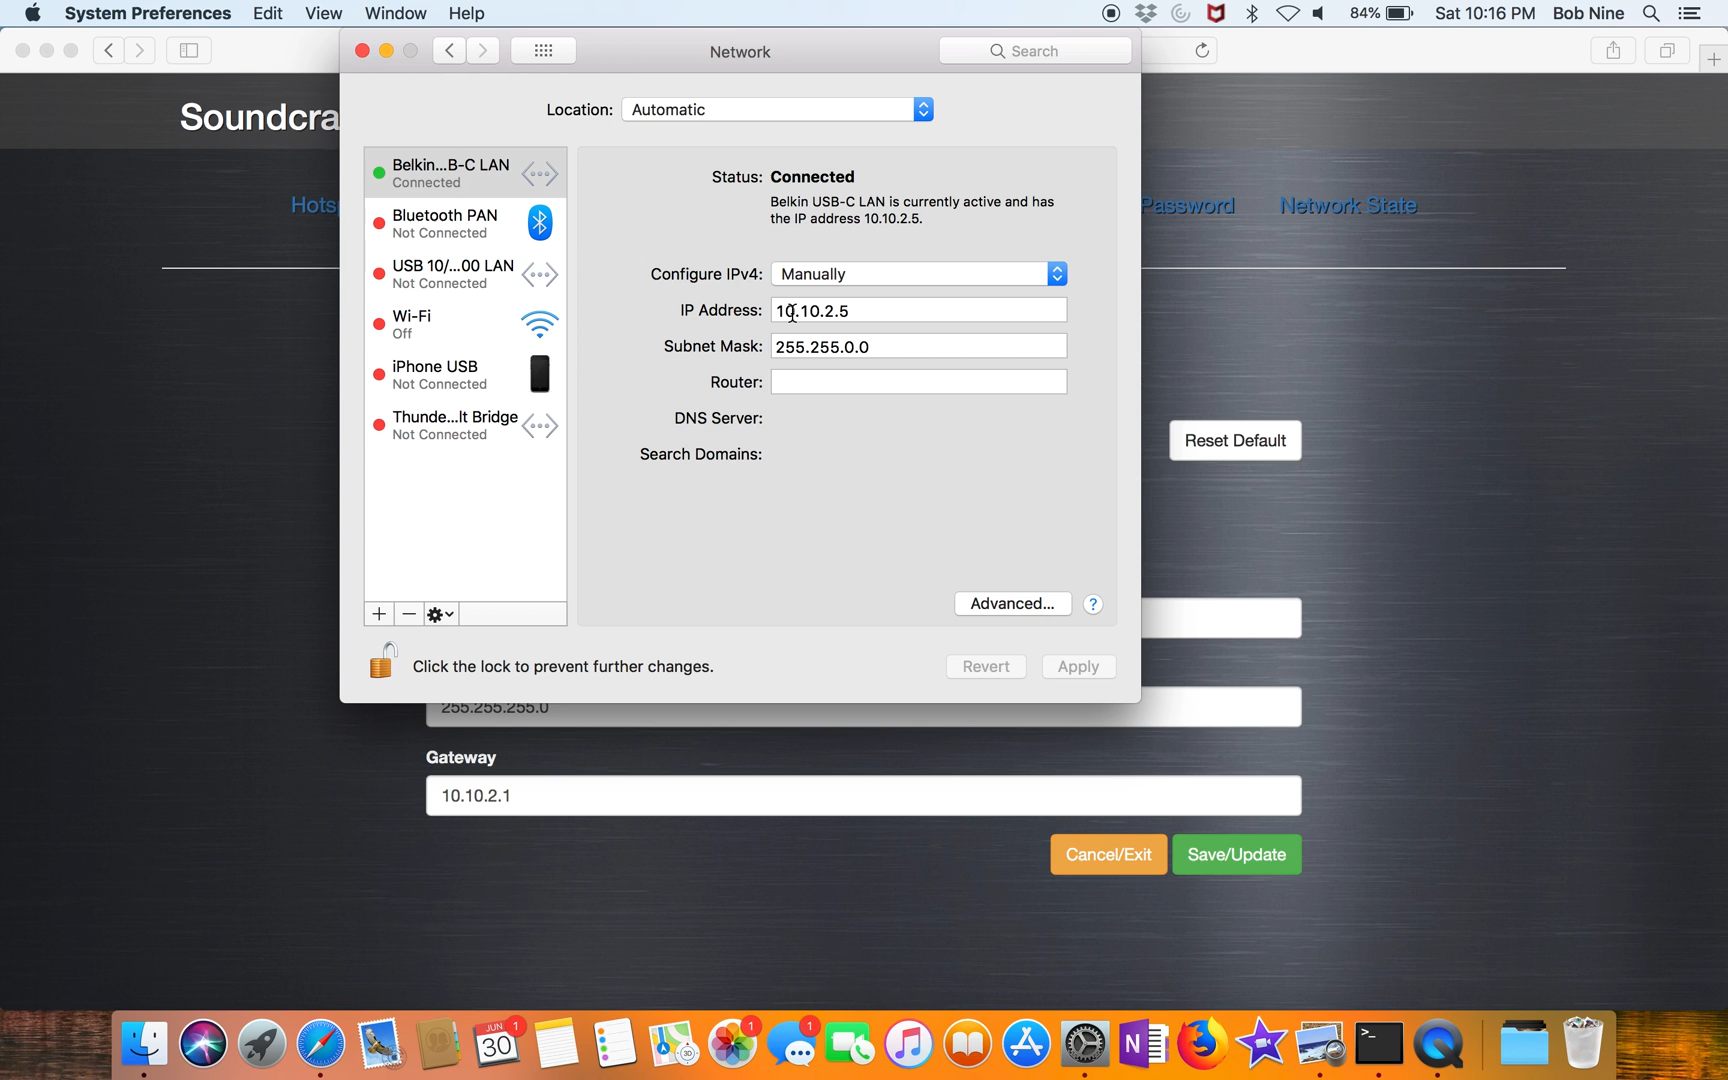 System Preferences Edit View Window Help 84% Sat 10:16 PM Bob Nine
Network
Search
Soundcra
Location: Automatic
Hots
Password Network State
Belkin...B-C LAN
Connected
Bluetooth PAN
Not Connected
USB 10/...00 LAN
Not Connected
Wi-Fi
Off
iPhone USB
Not Connected
Thunde...lt Bridge
Not Connected
Status: Connected
Belkin USB-C LAN is currently active and has
the IP address 10.10.2.5.
Configure IPv4: Manually
IP Address: 10.10.2.5
Subnet Mask: 255.255.0.0
Router:
DNS Server:
Search Domains:
Advanced... ?
Click the lock to prevent further changes.
Revert Apply
Reset Default
255.255.255.0
Gateway
10.10.2.1
Cancel/Exit Save/Update
JUN 1
30
3D
1
1
N
>_